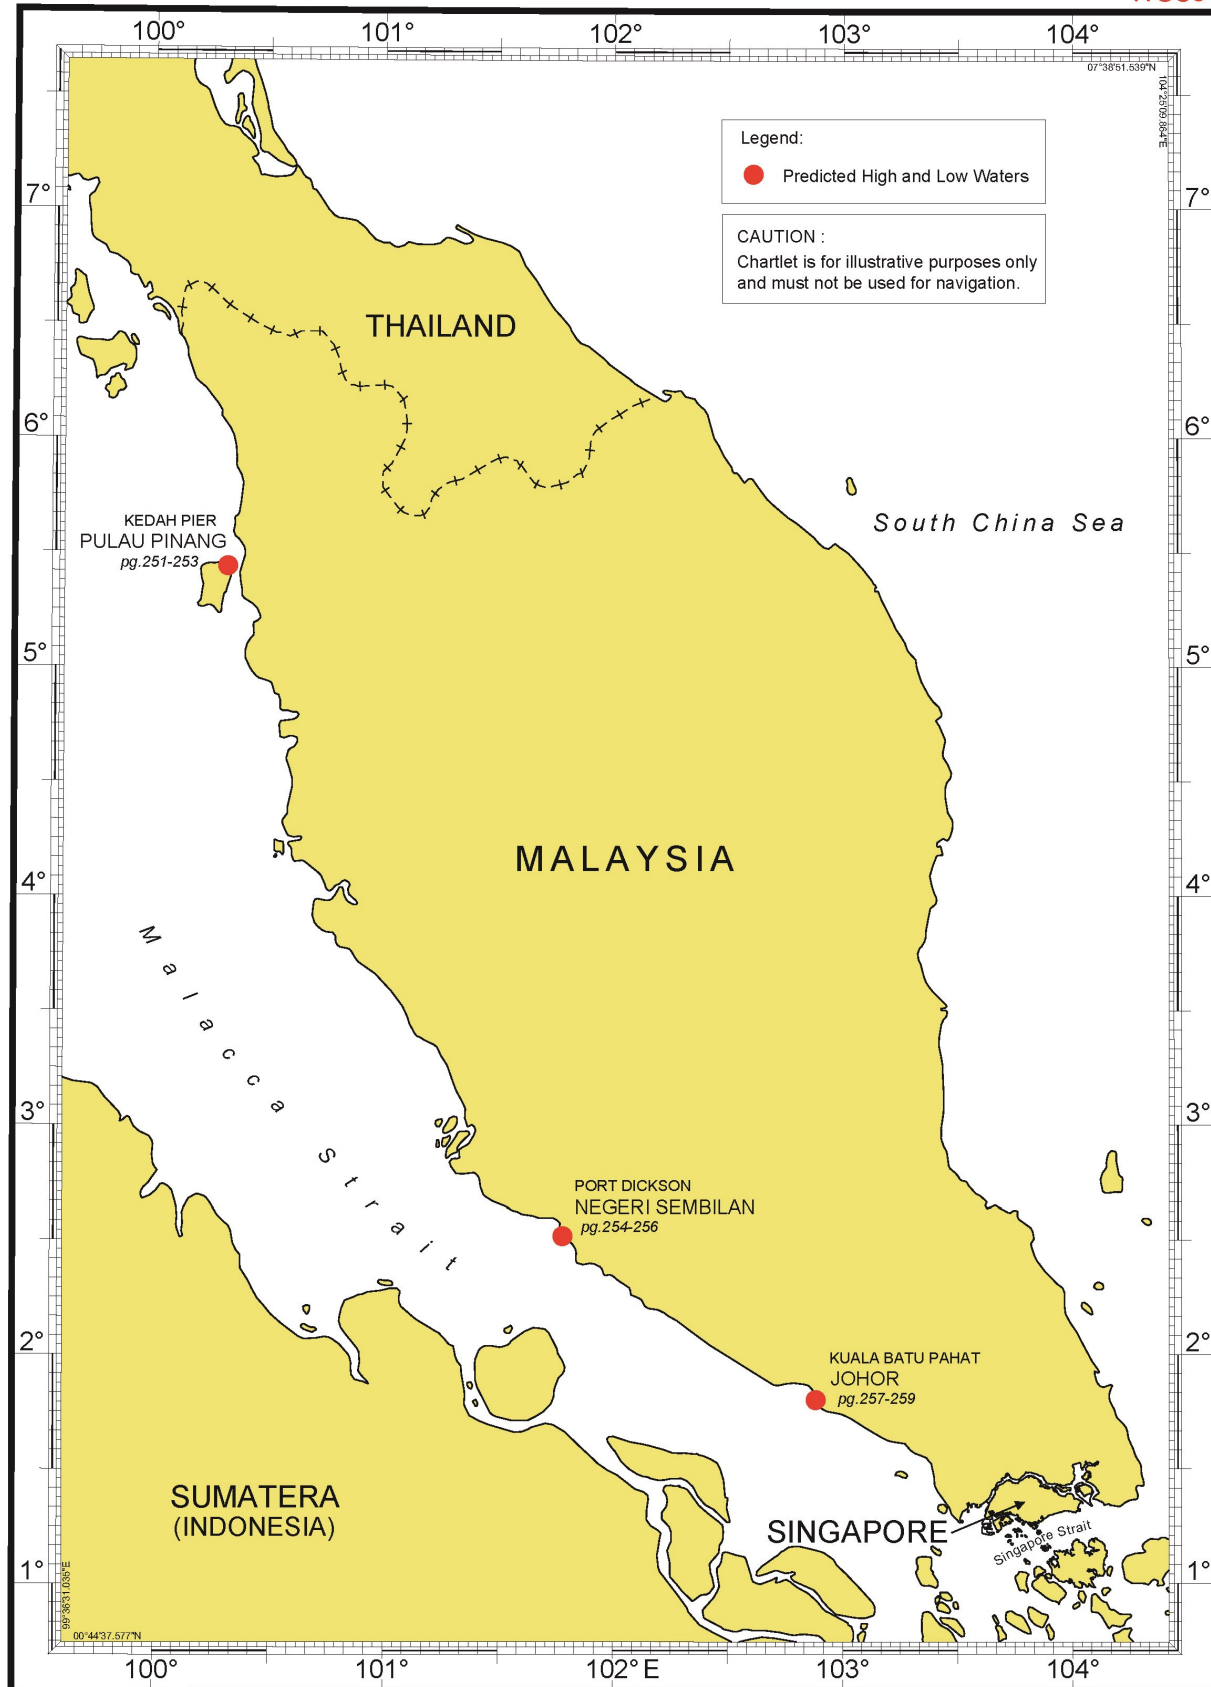 100° 101° 102° 103° 104°
07°38'51.539"N
104°25'09.864"E
Legend:
Predicted High and Low Waters
7° 7°
CAUTION :
Chartlet is for illustrative purposes only
and must not be used for navigation.
THAILAND
6° 6°
KEDAH PIER
PULAU PINANG
pg.251-253
South China Sea
5° 5°
MALAYSIA
4° 4°
Malacca Strait
3° 3°
PORT DICKSON
NEGERI SEMBILAN
pg.254-256
2° 2°
KUALA BATU PAHAT
JOHOR
pg.257-259
SUMATERA
(INDONESIA)
SINGAPORE
Singapore Strait
1° 1°
99°36'31.035"E
00°44'37.577"N
100° 101° 102° E 103° 104°